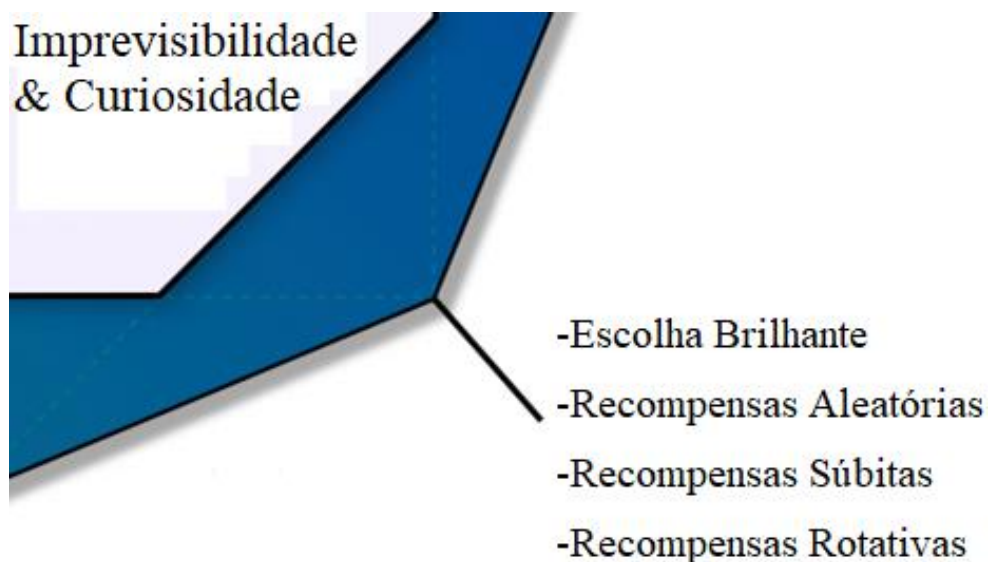 Imprevisibilidade
& Curiosidade
-Escolha Brilhante
-Recompensas Aleatórias
-Recompensas Súbitas
-Recompensas Rotativas